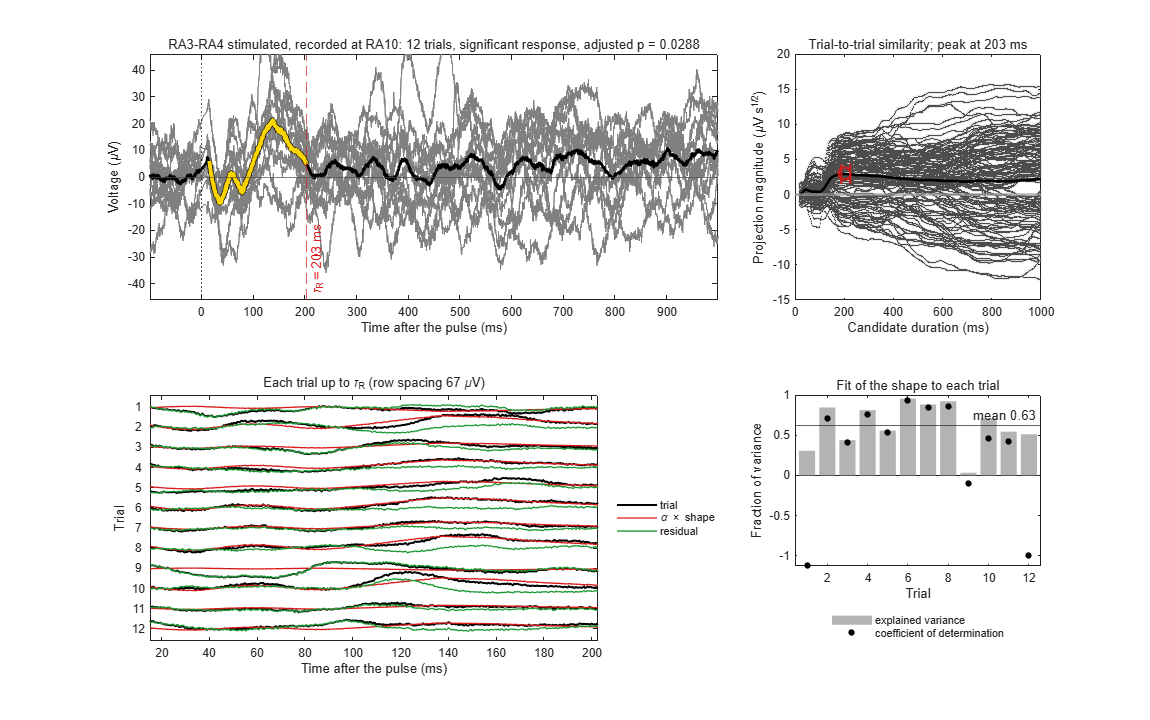 RA3-RA4 stimulated, recorded at RA10: 12 trials, significant response, adjusted p = 0.0288
40
30
20
10
0
-10
-20
-30
-40
Voltage (µV)
τR = 203 ms
0 100 200 300 400 500 600 700 800 900
Time after the pulse (ms)
Trial-to-trial similarity; peak at 203 ms
20
15
10
5
0
-5
-10
-15
Projection magnitude (µV s1/2)
0 200 400 600 800 1000
Candidate duration (ms)
Each trial up to τR (row spacing 67 µV)
1
2
3
4
5
6
7
8
9
10
11
12
Trial
20 40 60 80 100 120 140 160 180 200
Time after the pulse (ms)
trial
α × shape
residual
Fit of the shape to each trial
mean 0.63
1
0.5
0
-0.5
-1
Fraction of variance
2 4 6 8 10 12
Trial
explained variance
coefficient of determination